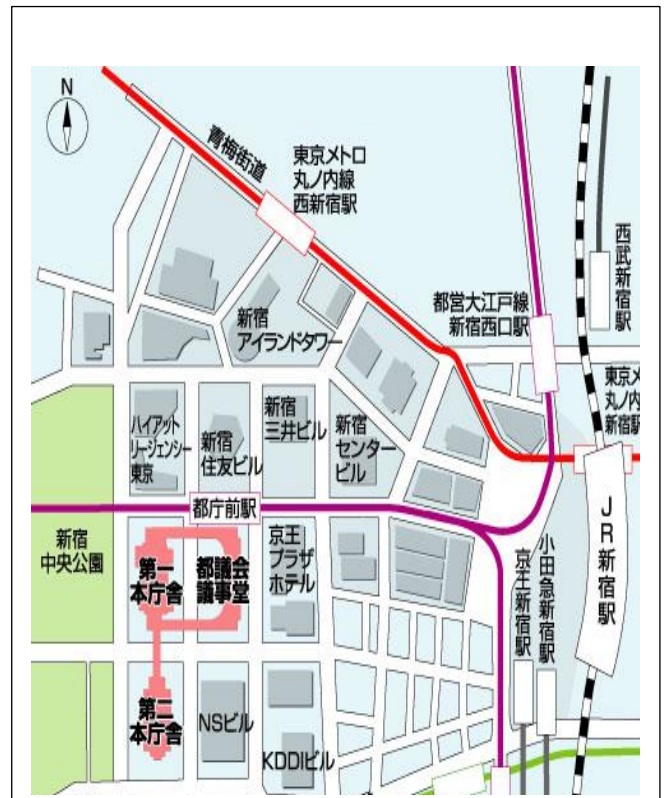 N
青梅街道
東京メトロ
丸ノ内線
西新宿駅
西武新宿駅
都営大江戸線
新宿西口駅
新宿
アイランドタワー
東京メ
丸ノ内
新宿駅
ハイアット
リージェンシー
東京
新宿
住友ビル
新宿
三井ビル
新宿
センター
ビル
都庁前駅
JR新宿駅
新宿
中央公園
第一
本庁舎
都議会
議事堂
京王
プラザ
ホテル
京王新宿駅
小田急新宿駅
第二
本庁舎
NSビル
KDDIビル